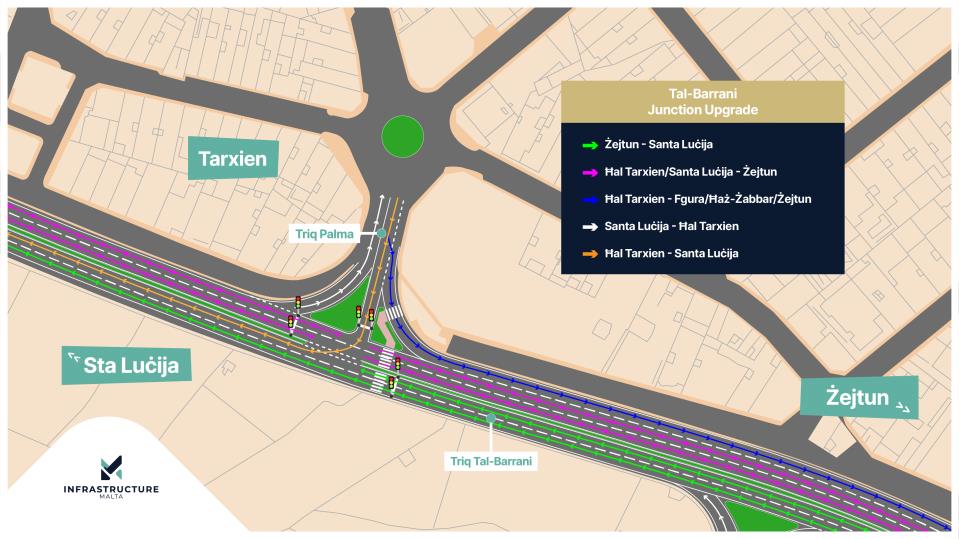 Tal-Barrani
Junction Upgrade
Żejtun - Santa Luċija
Ħal Tarxien/Santa Luċija - Żejtun
Ħal Tarxien - Fgura/Ħaż-Żabbar/Żejtun
Santa Luċija - Ħal Tarxien
Ħal Tarxien - Santa Luċija
Tarxien
Triq Palma
Sta Luċija
Żejtun
Triq Tal-Barrani
INFRASTRUCTURE
MALTA